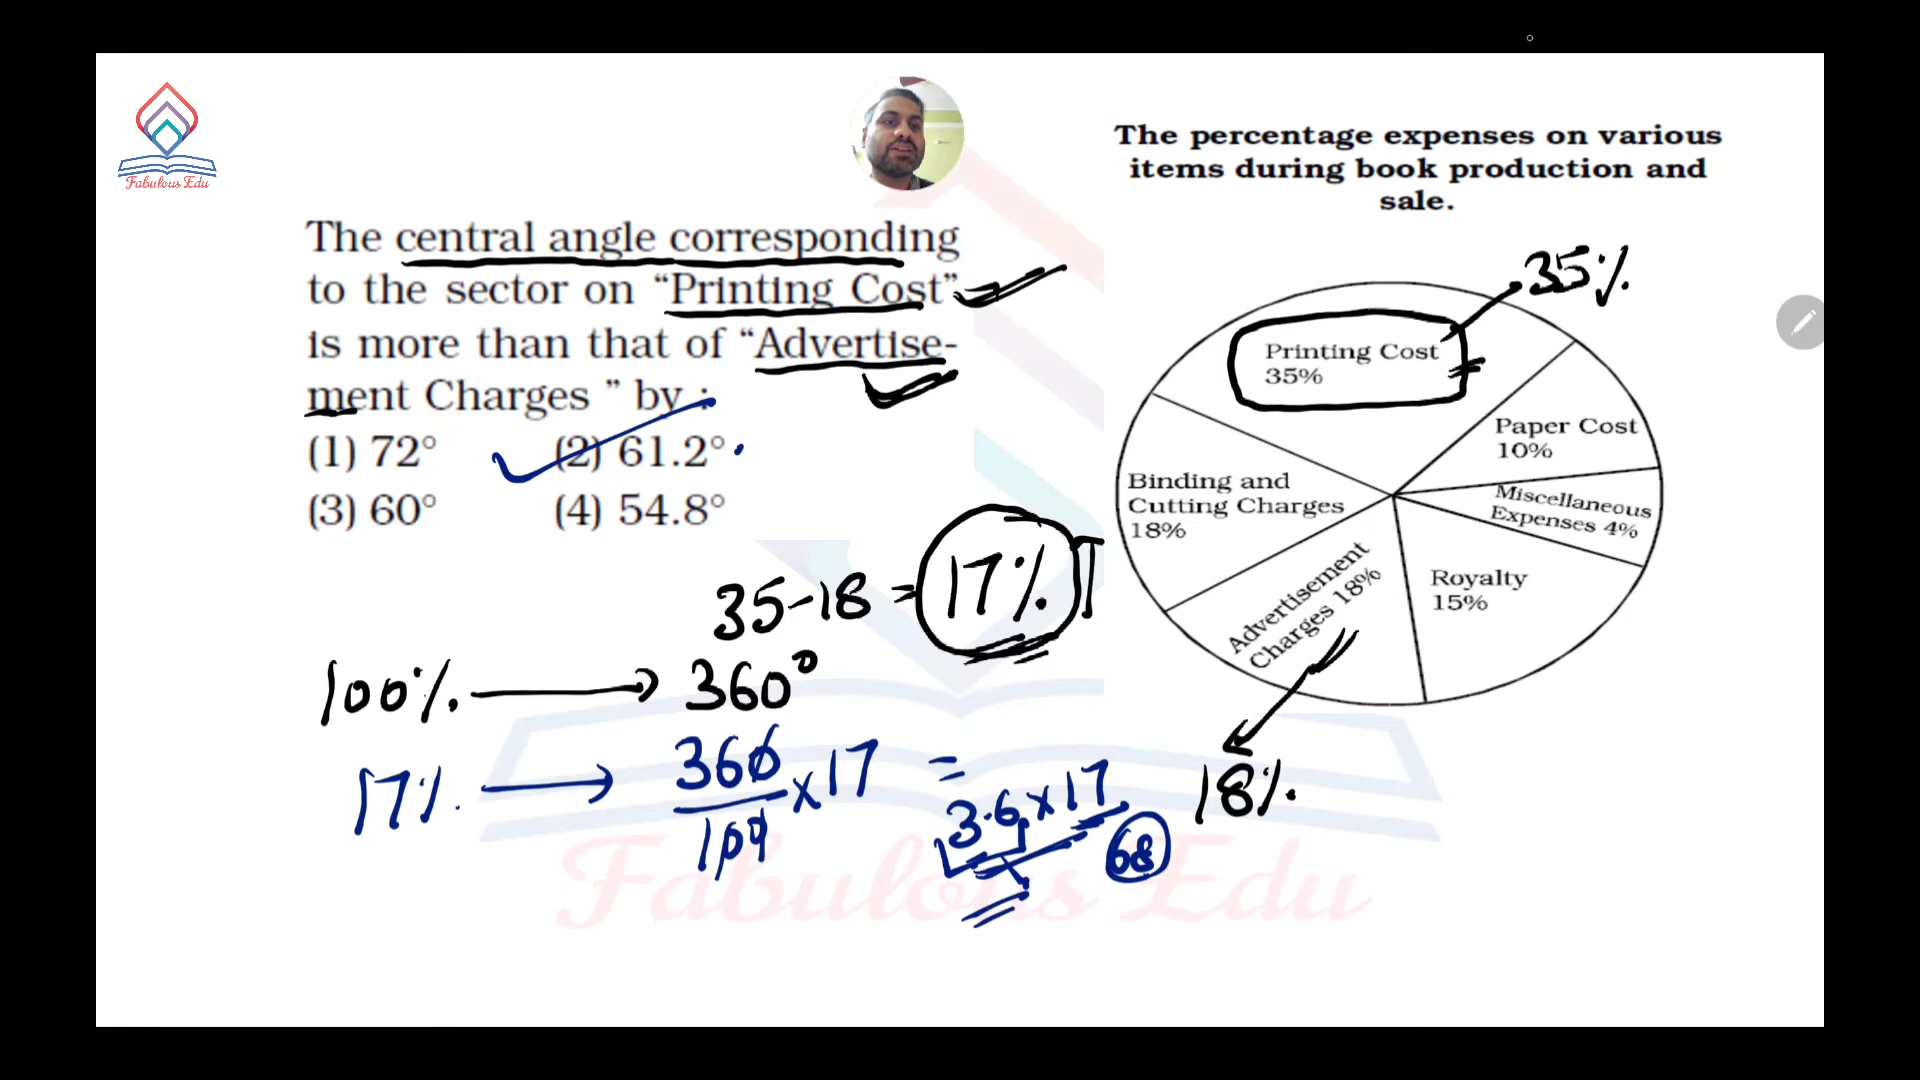 Fabulous Edu
The percentage expenses on various
items during book production and
sale.
The central angle corresponding
to the sector on “Printing Cost”
is more than that of “Advertise-
ment Charges ” by :
(1) 72° (2) 61.2°
(3) 60° (4) 54.8°
35%
Printing Cost
35%
Paper Cost
10%
Binding and
Cutting Charges
18%
Miscellaneous
Expenses 4%
Advertisement
Charges 18%
Royalty
15%
18%.
35-18 = 17%
100% → 360°
17% → 360/100 x 17 = 3.6 x 17
68
Fabulous Edu